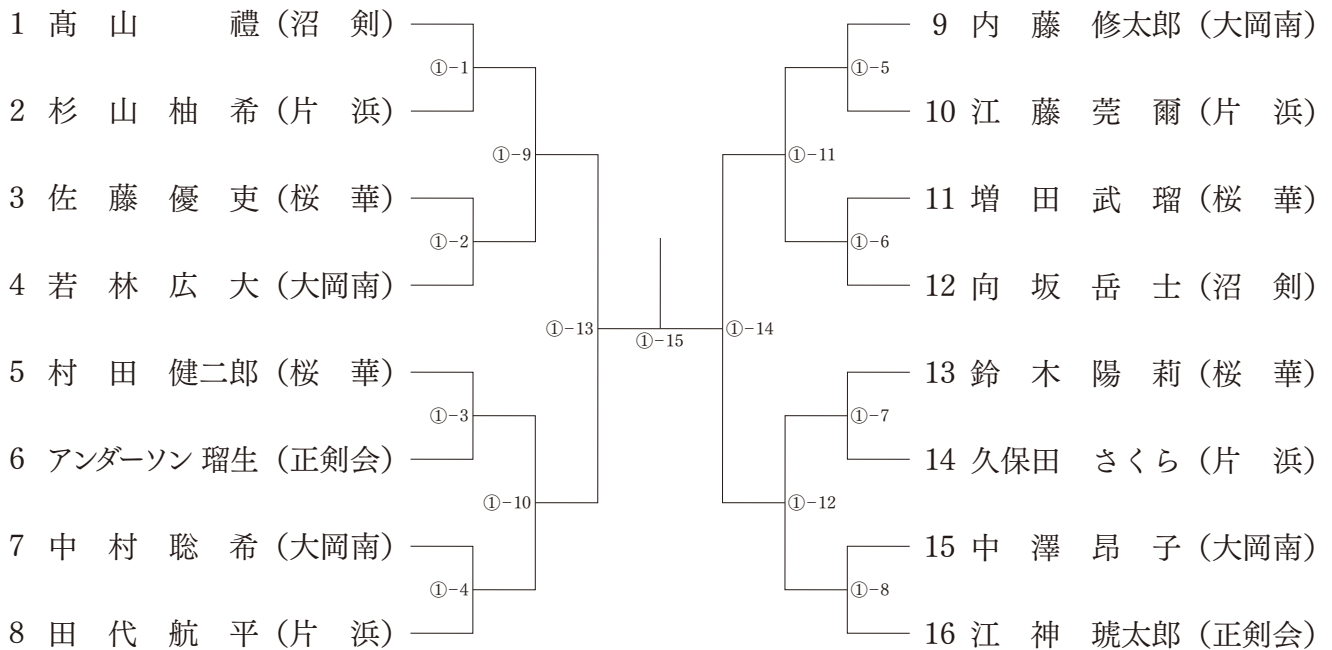 1 髙山 禮（沼剣）
2 杉山柚希（片浜）
3 佐藤優吏（桜華）
4 若林広大（大岡南）
5 村田健二郎（桜華）
6 アンダーソン瑠生（正剣会）
7 中村聡希（大岡南）
8 田代航平（片浜）
①-1
①-2
①-3
①-4
①-9
①-10
①-13
①-15
①-14
①-11
①-12
①-5
①-6
①-7
①-8
9 内藤修太郎（大岡南）
10 江藤莞爾（片浜）
11 増田武瑠（桜華）
12 向坂岳士（沼剣）
13 鈴木陽莉（桜華）
14 久保田さくら（片浜）
15 中澤昂子（大岡南）
16 江神琥太郎（正剣会）